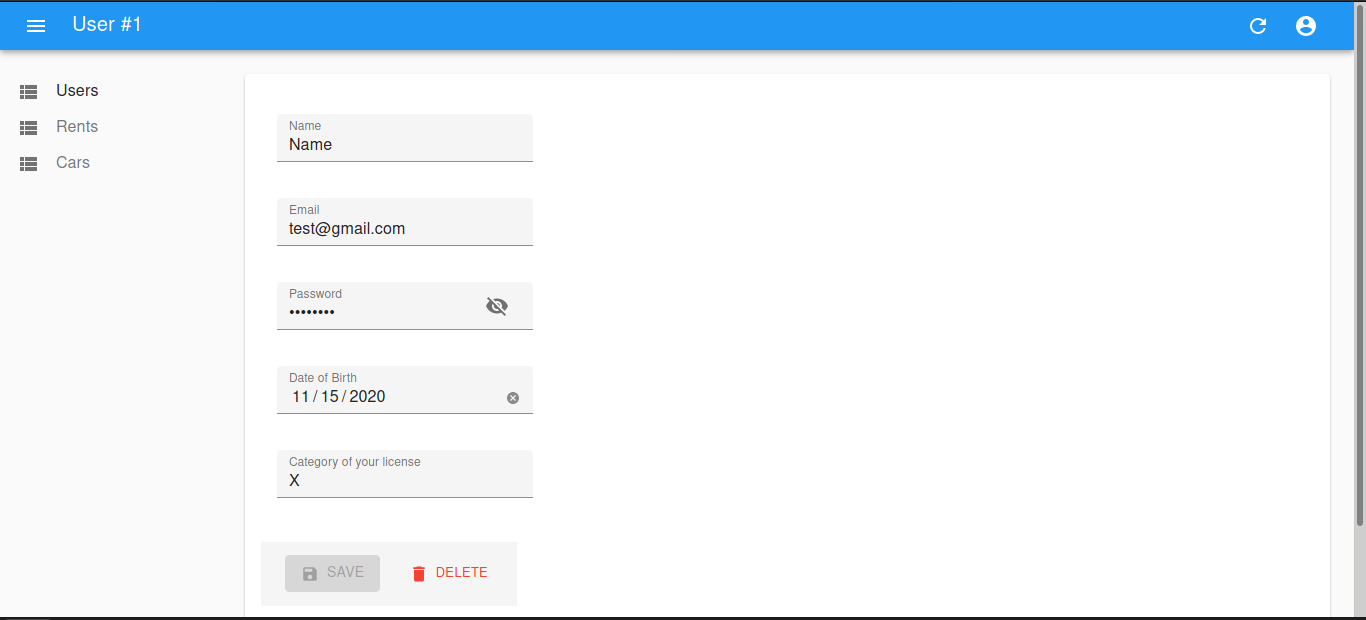 User #1
Users
Rents
Cars
Name
Name
Email
test@gmail.com
Password
••••••••
Date of Birth
11/15/2020
Category of your license
X
SAVE
DELETE